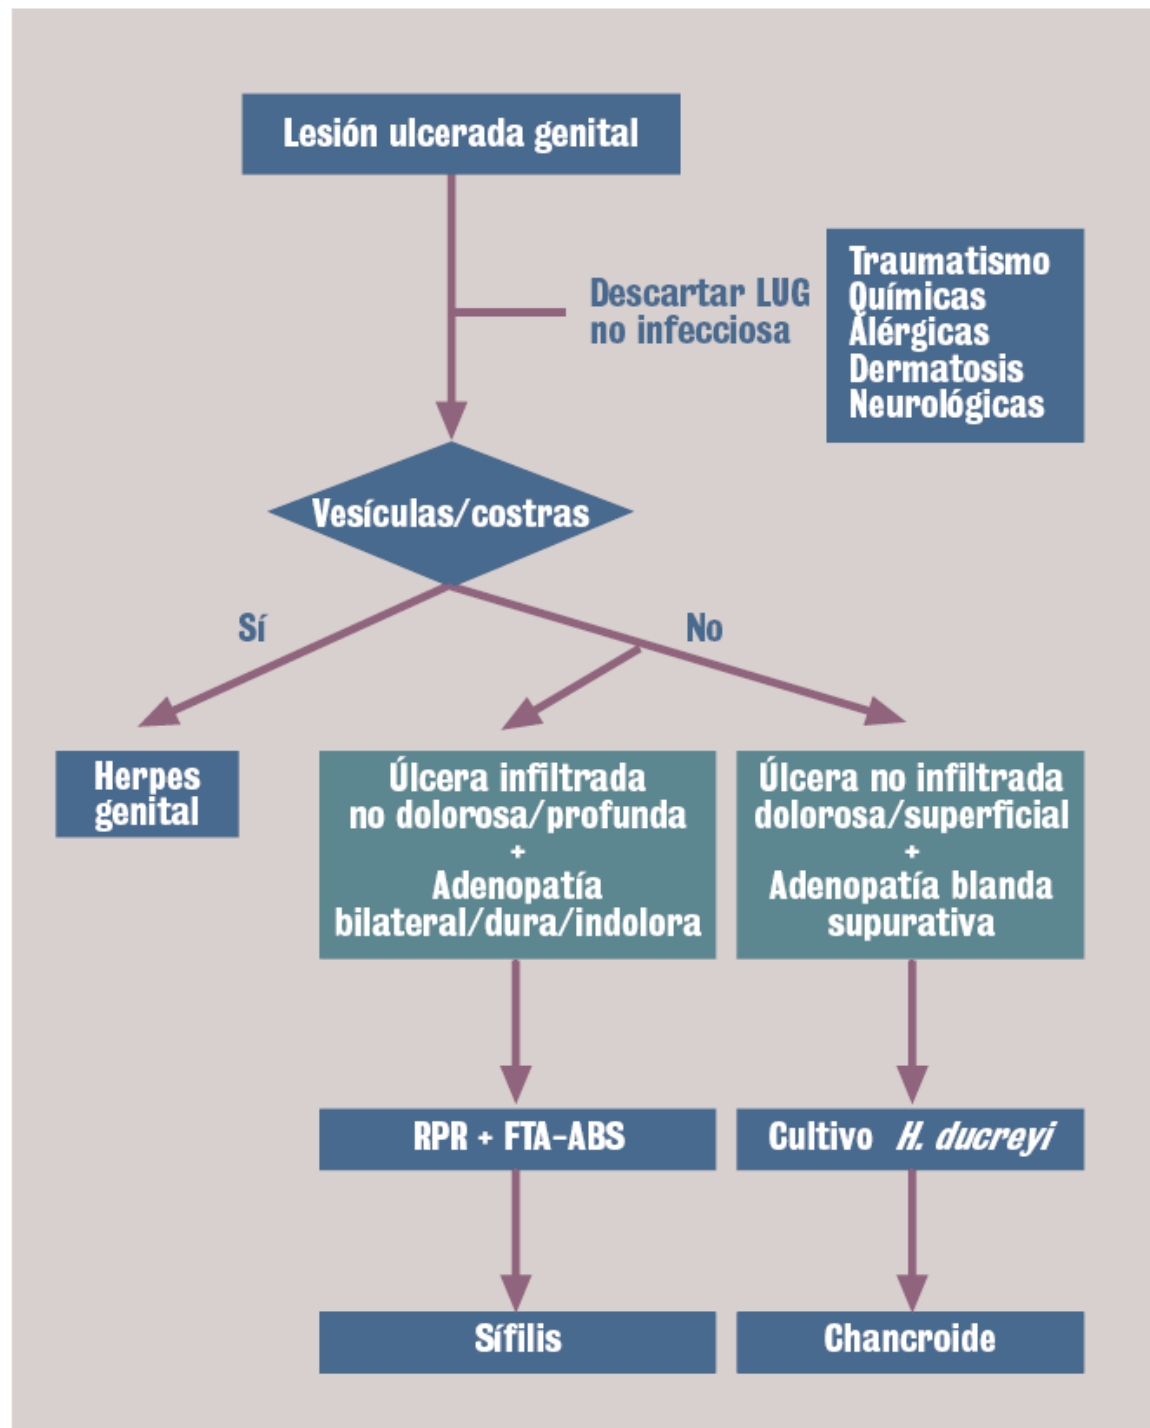 Lesión ulcerada genital
Descartar LUG
no infecciosa
Traumatismo
Químicas
Alérgicas
Dermatosis
Neurológicas
Vesículas/costras
Sí
No
Herpes
genital
Úlcera infiltrada
no dolorosa/profunda
+
Adenopatía
bilateral/dura/indolora
Úlcera no infiltrada
dolorosa/superficial
+
Adenopatía blanda
supurativa
RPR + FTA-ABS
Cultivo H. ducreyi
Sífilis
Chancroide